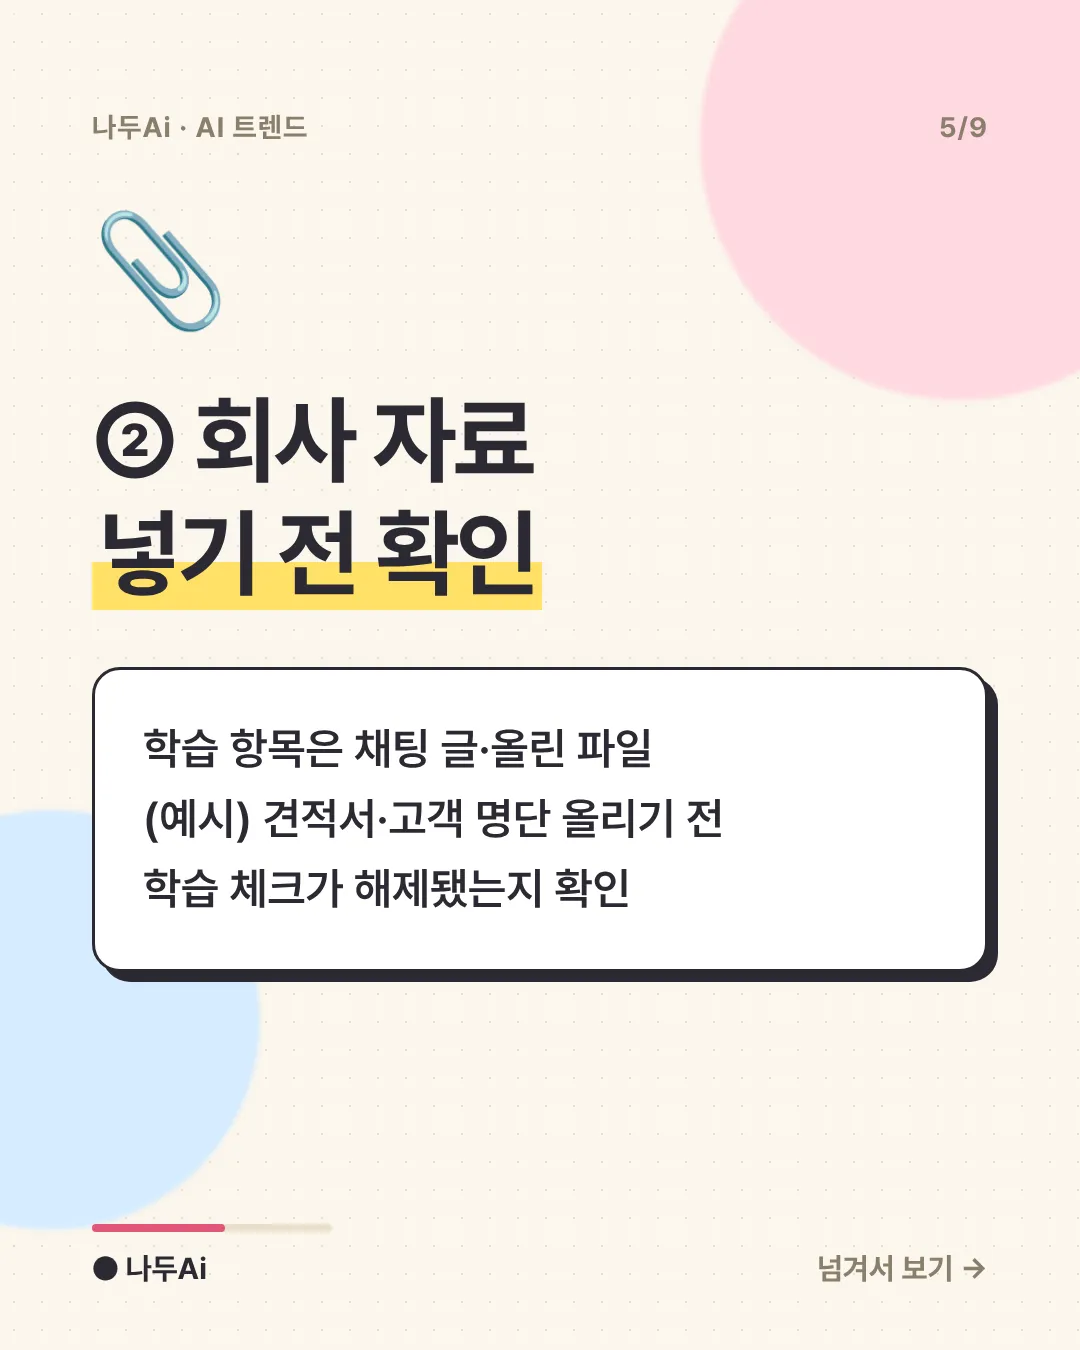 나두Ai · AI 트렌드
5/9
② 회사 자료
넣기 전 확인
학습 항목은 채팅 글·올린 파일
(예시) 견적서·고객 명단 올리기 전
학습 체크가 해제됐는지 확인
● 나두Ai
넘겨서 보기 →